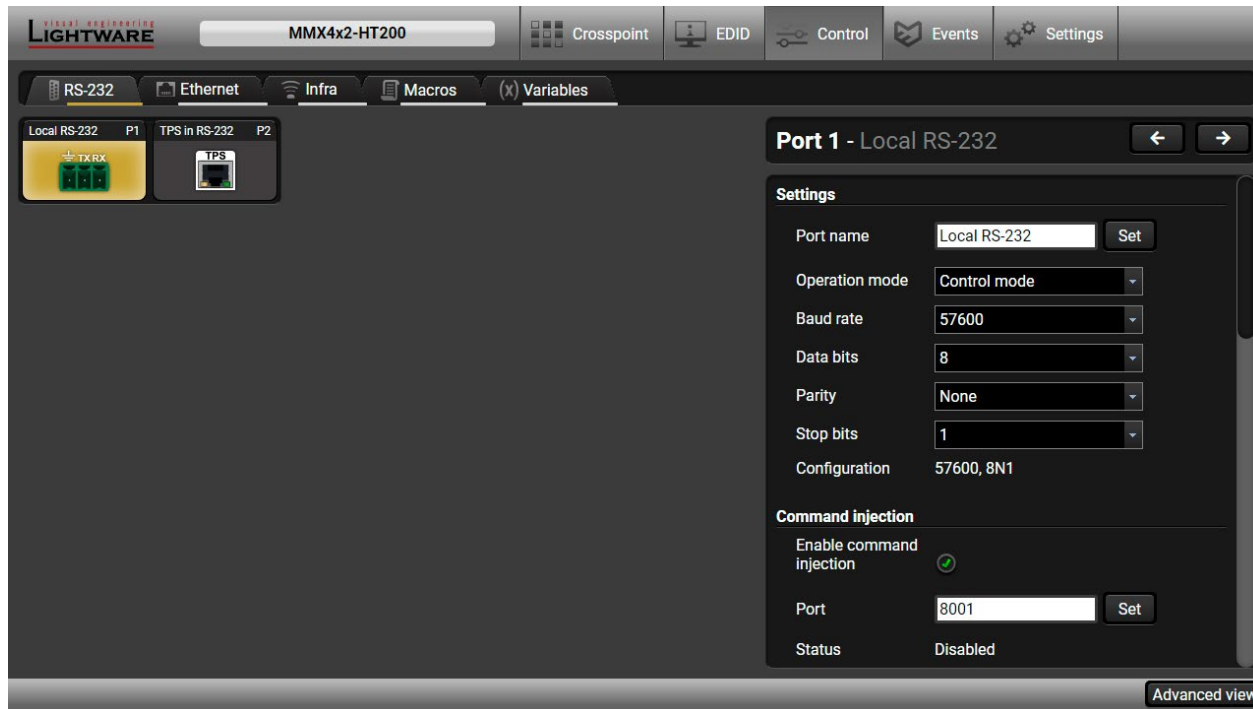 visual engineering
LIGHTWARE
MMX4x2-HT200
Crosspoint
EDID
Control
Events
Settings
RS-232
Ethernet
Infra
Macros
(x) Variables
Local RS-232 P1
TPS in RS-232 P2
TX RX
TPS
Port 1 - Local RS-232
Settings
Port name Local RS-232 Set
Operation mode Control mode
Baud rate 57600
Data bits 8
Parity None
Stop bits 1
Configuration 57600, 8N1
Command injection
Enable command
injection
Port 8001 Set
Status Disabled
Advanced view